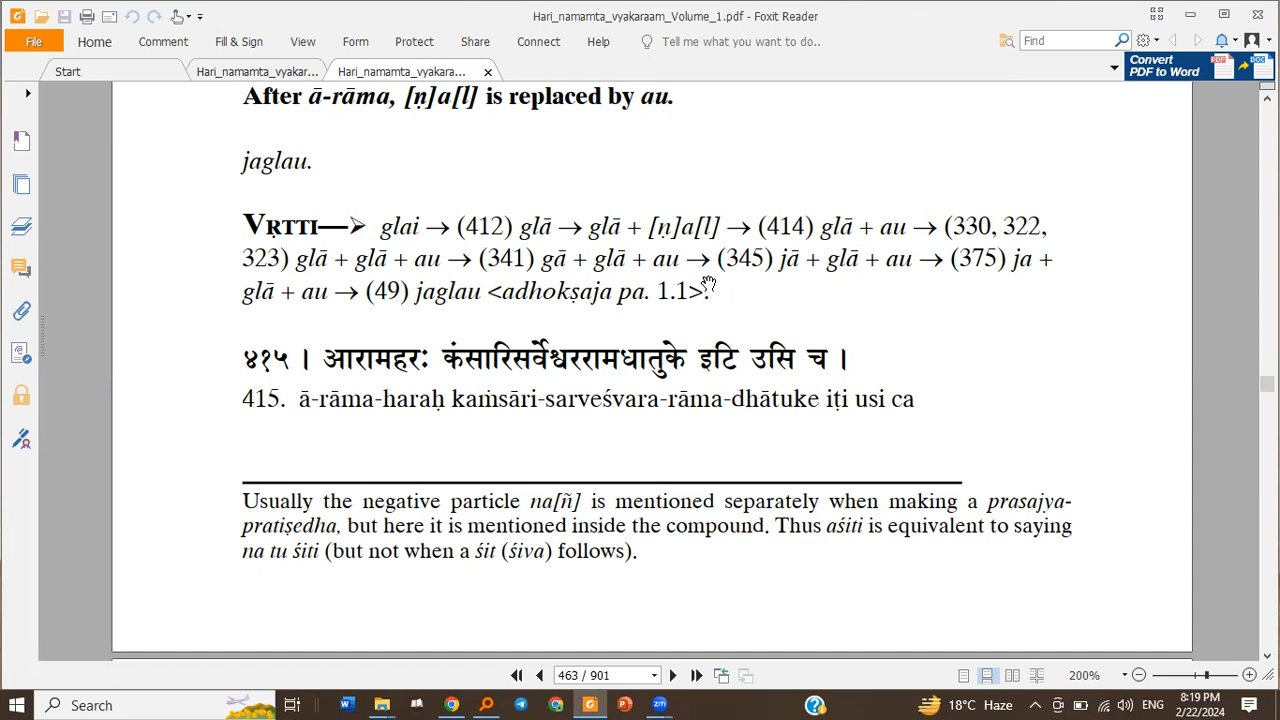 Hari_namamta_vyakaraam_Volume_1.pdf - Foxit Reader
File Home Comment Fill & Sign View Form Protect Share Connect Help Tell me what you want to do.. Find
Start Hari_namamta_vyakar... Hari_namamta_vyakara... Convert
PDF to Word
After ā-rāma, [ṇ]a[l] is replaced by au.
jaglau.
VṚTTI—➢ glai → (412) glā → glā + [ṇ]a[l] → (414) glā + au → (330, 322,
323) glā + glā + au → (341) gā + glā + au → (345) jā + glā + au → (375) ja +
glā + au → (49) jaglau <adhokṣaja pa. 1.1>.
४१५ । आरामहरः कंसारिसर्वेश्वररामधातुके इटि उसि च ।
415. ā-rāma-haraḥ kaṁsāri-sarveśvara-rāma-dhātuke iṭi usi ca
Usually the negative particle na[ñ] is mentioned separately when making a prasajya-
pratiṣedha, but here it is mentioned inside the compound. Thus aśiti is equivalent to saying
na tu śiti (but not when a śit (śiva) follows).
463 / 901 200%
Search 18°C Haze ENG 8:19 PM
2/22/2024